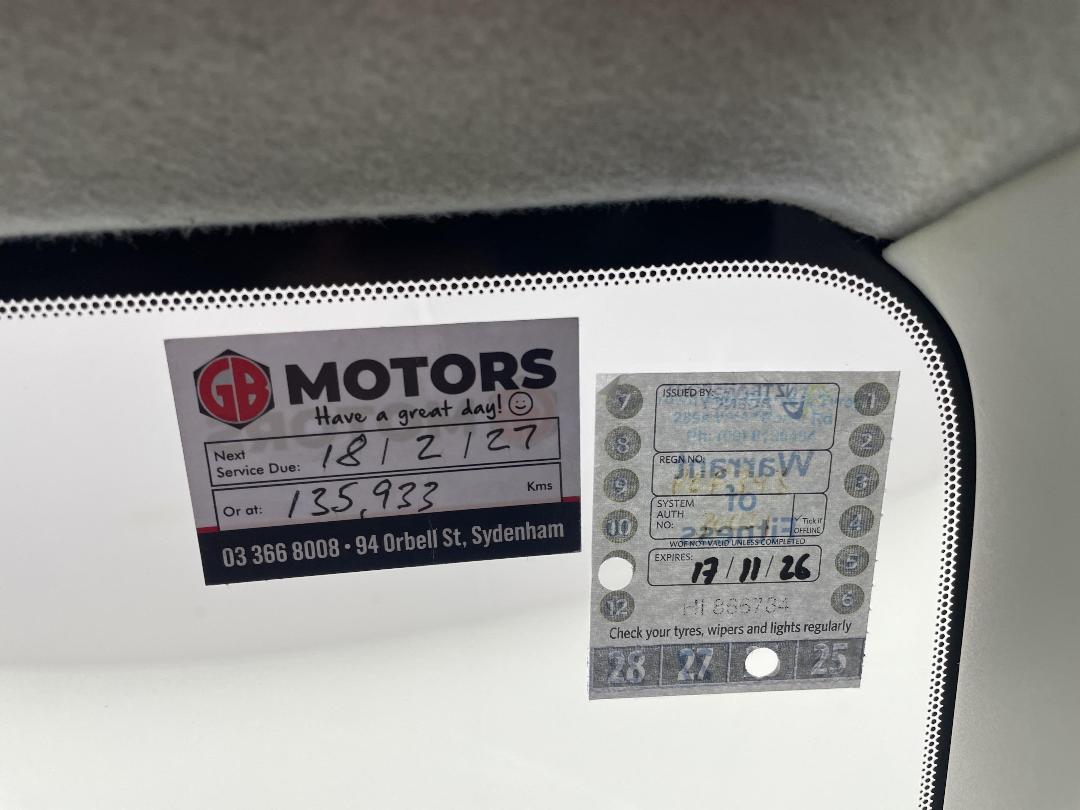 GB MOTORS
Have a great day!
Next Service Due: 18/2/27
Or at: 135,933 Kms
03 366 8008 • 94 Orbell St, Sydenham
ISSUED BY:
REGN NO:
Warrant
of
Fitness
SYSTEM AUTH NO:
Tick if OFFLINE
WOF NOT VALID UNLESS COMPLETED
EXPIRES: 17/11/26
Check your tyres, wipers and lights regularly
7
8
9
10
12
1
2
3
4
5
6
28 27 25